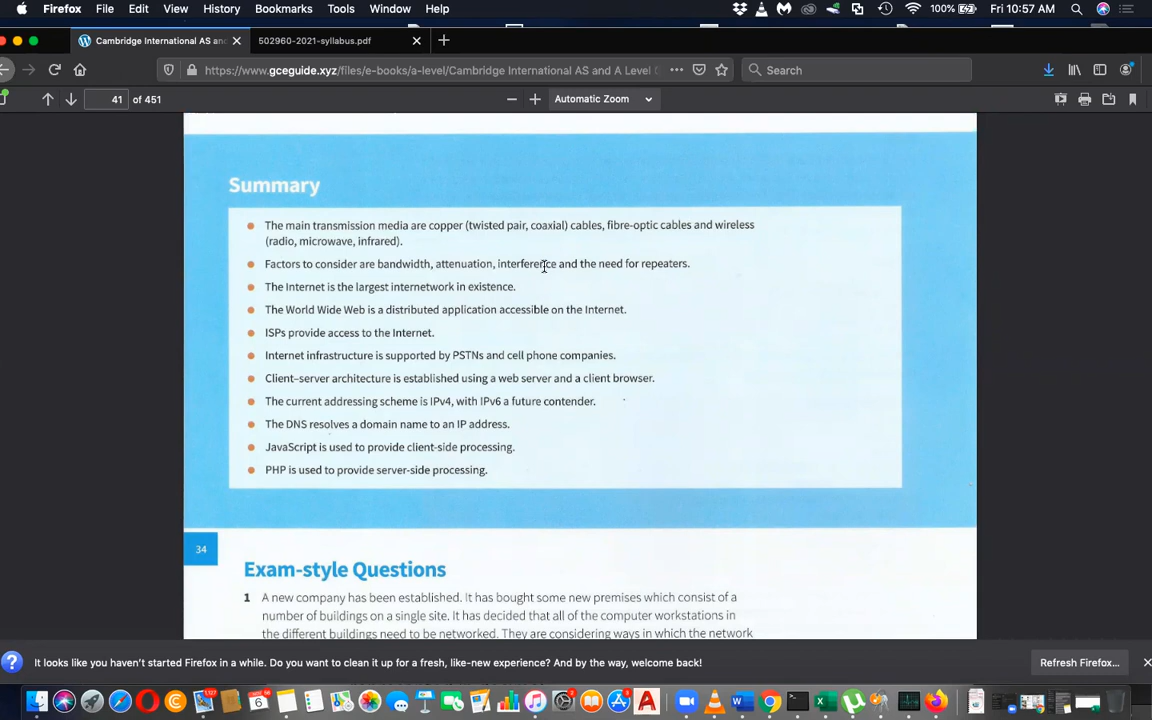 Firefox File Edit View History Bookmarks Tools Window Help 100% Fri 10:57 AM
Cambridge International AS an 502960-2021-syllabus.pdf
https://www.gceguide.xyz/files/e-books/a-level/Cambridge International AS and A Level Search
41 of 451 Automatic Zoom
Summary
The main transmission media are copper (twisted pair, coaxial) cables, fibre-optic cables and wireless
(radio, microwave, infrared).
Factors to consider are bandwidth, attenuation, interference and the need for repeaters.
The Internet is the largest internetwork in existence.
The World Wide Web is a distributed application accessible on the Internet.
ISPs provide access to the Internet.
Internet infrastructure is supported by PSTNs and cell phone companies.
Client–server architecture is established using a web server and a client browser.
The current addressing scheme is IPv4, with IPv6 a future contender.
The DNS resolves a domain name to an IP address.
JavaScript is used to provide client-side processing.
PHP is used to provide server-side processing.
34
Exam-style Questions
1 A new company has been established. It has bought some new premises which consist of a
number of buildings on a single site. It has decided that all of the computer workstations in
the different buildings need to be networked. They are considering ways in which the network
It looks like you haven't started Firefox in a while. Do you want to clean it up for a fresh, like-new experience? And by the way, welcome back! Refresh Firefox...